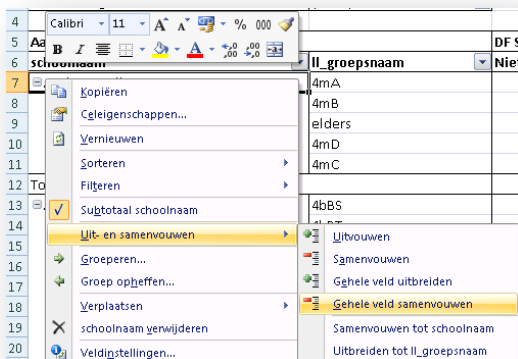 4
Calibri 11 A A % 000
5 Aa B I A ,00 ,00 DF S
6 schoolnaam ll_groepsnaam Nie
7 4mA
8 Kopiëren 4mB
9 Celeigenschappen... elders
10 Vernieuwen 4mD
11 Sorteren 4mC
12 To Filteren
13 Subtotaal schoolnaam 4bBS
14 Uit- en samenvouwen
15 Uitvouwen
16 Groeperen... Samenvouwen
17 Groep opheffen... Gehele veld uitbreiden
18 Verplaatsen Gehele veld samenvouwen
19 schoolnaam verwijderen Samenvouwen tot schoolnaam
20 Veldinstellingen... Uitbreiden tot ll_groepsnaam